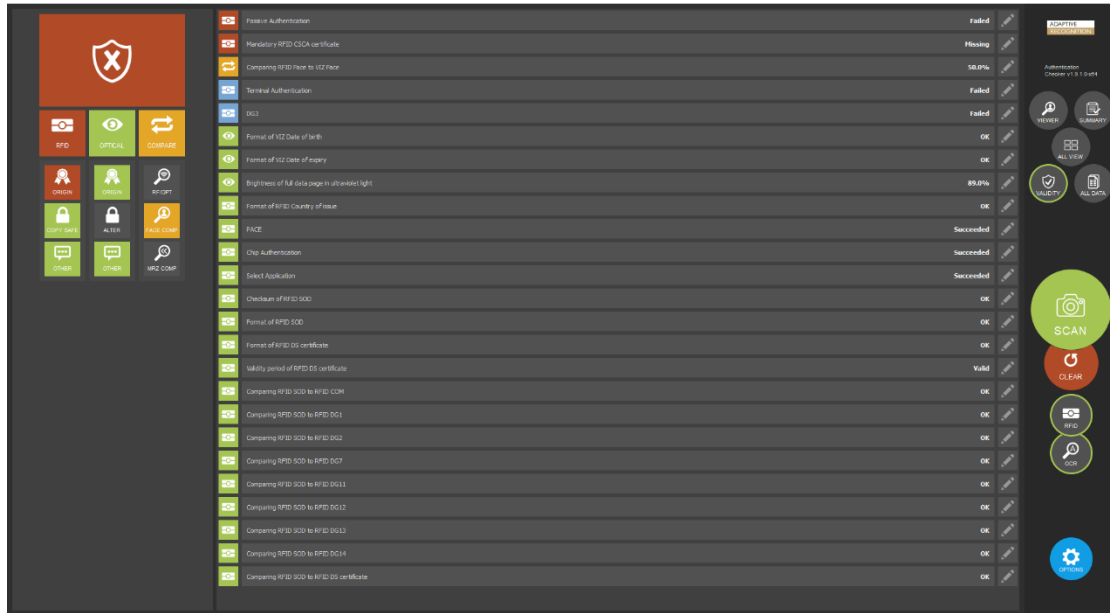 RFID
OPTICAL
COMPARE
ORIGIN
ORIGIN
RF/OPT
COPY SAFE
ALTER
FACE COMP
OTHER
OTHER
MRZ COMP
Passive Authentication Failed
Mandatory RFID CSCA certificate Missing
Comparing RFID Face to VIZ Face 50.0%
Terminal Authentication Failed
DG3 Failed
Format of VIZ Date of birth OK
Format of VIZ Date of expiry OK
Brightness of full data page in ultraviolet light 89.0%
Format of RFID Country of issue OK
PACE Succeeded
Chip Authentication Succeeded
Select Application Succeeded
Checksum of RFID SOD OK
Format of RFID SOD OK
Format of RFID DS certificate OK
Validity period of RFID DS certificate Valid
Comparing RFID SOD to RFID COM OK
Comparing RFID SOD to RFID DG1 OK
Comparing RFID SOD to RFID DG2 OK
Comparing RFID SOD to RFID DG7 OK
Comparing RFID SOD to RFID DG11 OK
Comparing RFID SOD to RFID DG12 OK
Comparing RFID SOD to RFID DG13 OK
Comparing RFID SOD to RFID DG14 OK
Comparing RFID SOD to RFID DS certificate OK
ADAPTIVE
RECOGNITION
Authentication
Checker v1.9.1.0 x64
VIEWER
SUMMARY
ALL VIEW
VALIDITY
ALL DATA
SCAN
CLEAR
RFID
OCR
OPTIONS